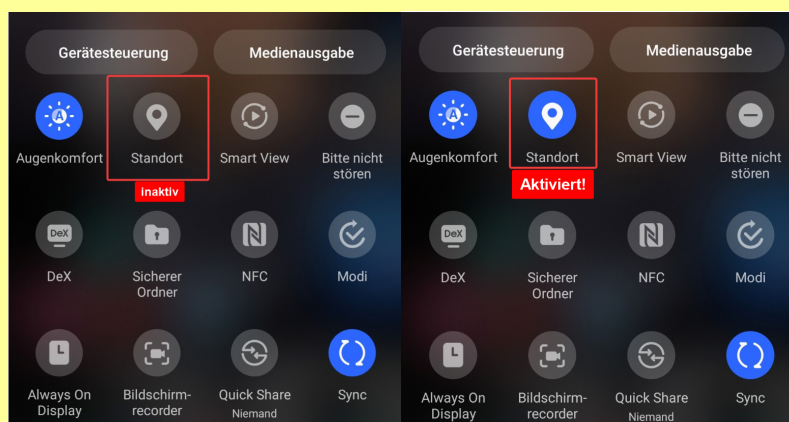 Gerätesteuerung
Medienausgabe
A
Augenkomfort
Standort
Smart View
Bitte nicht
stören
inaktiv
DeX
DeX
Sicherer
Ordner
NFC
Modi
Always On
Display
Bildschirm-
recorder
Quick Share
Niemand
Sync
Gerätesteuerung
Medienausgabe
A
Augenkomfort
Standort
Smart View
Bitte nicht
stören
Aktiviert!
DeX
DeX
Sicherer
Ordner
NFC
Modi
Always On
Display
Bildschirm-
recorder
Quick Share
Niemand
Sync